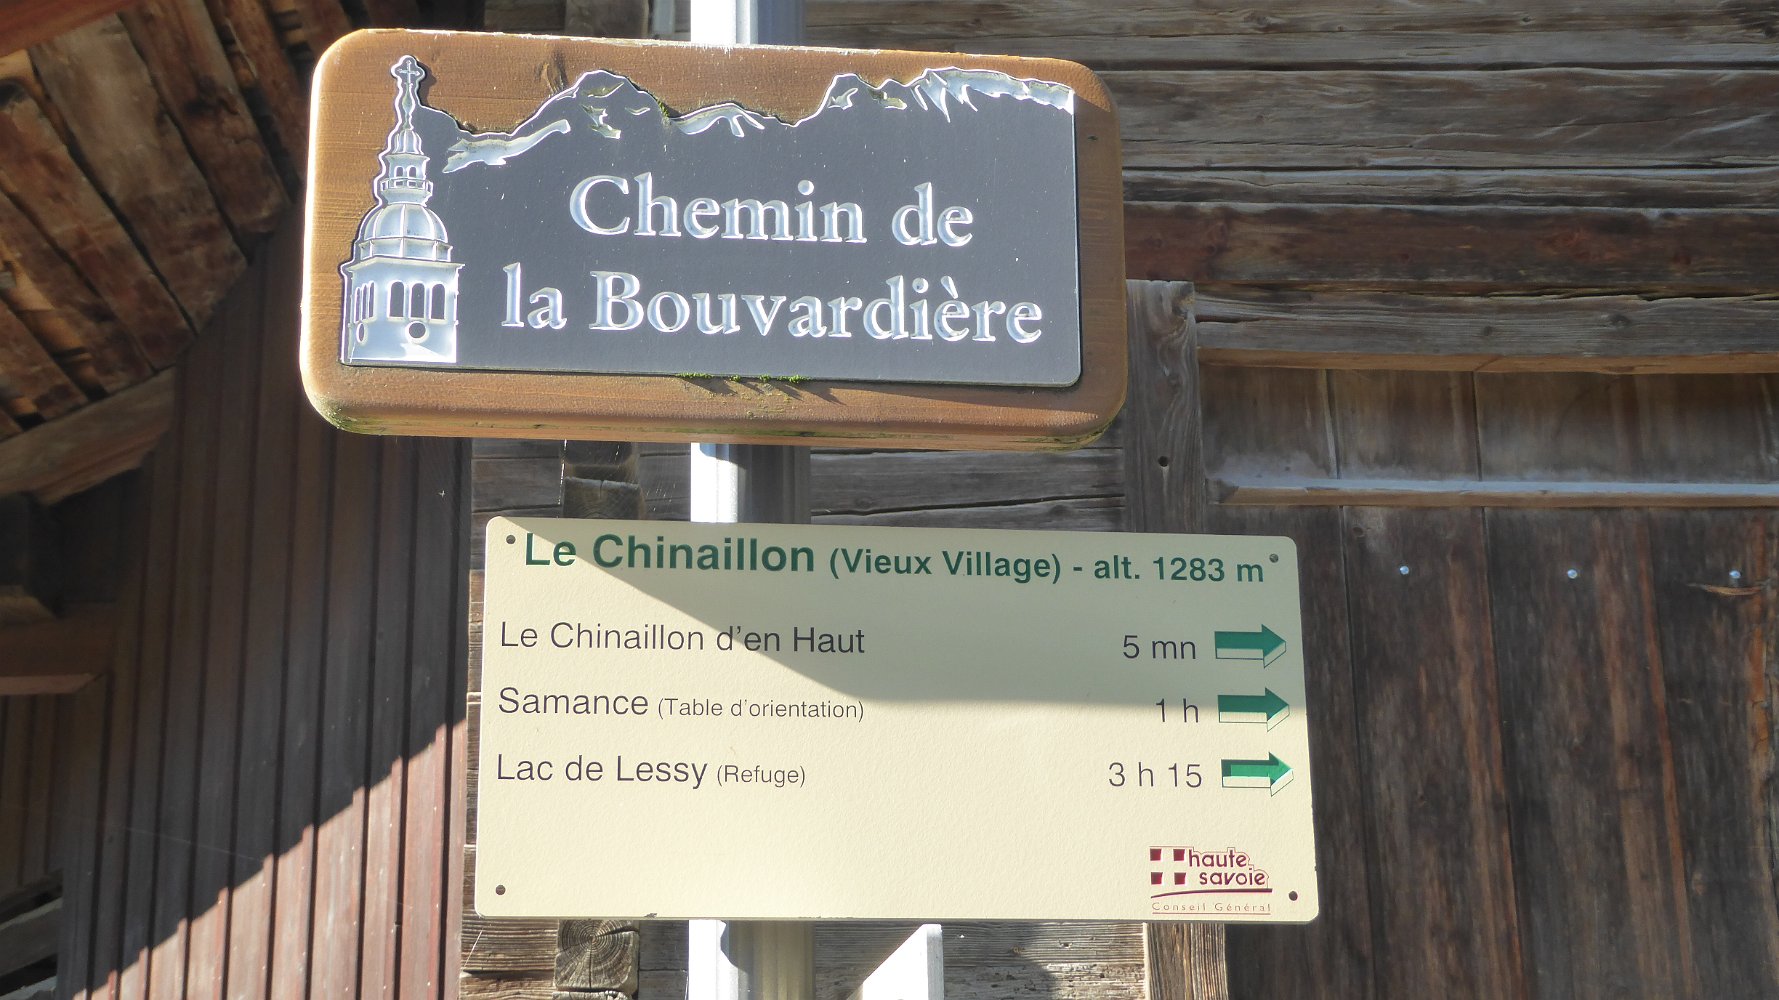 Chemin de
la Bouvardière
Le Chinaillon (Vieux Village) - alt. 1283 m
Le Chinaillon d'en Haut 5 mn
Samance (Table d'orientation) 1 h
Lac de Lessy (Refuge) 3 h 15
haute
savoie
Conseil Général